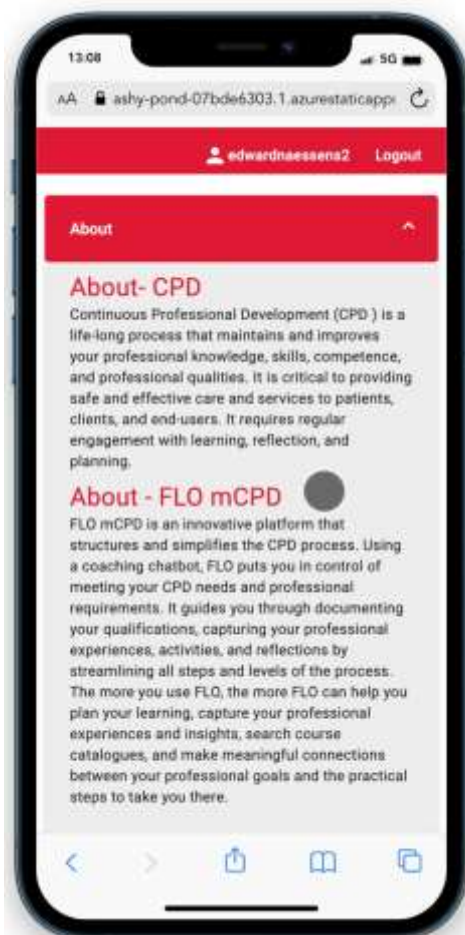 13:08
5G
AA ashy-pond-07bde6303.1.azurestaticapp
edwardnaessens2 Logout
About
About- CPD
Continuous Professional Development (CPD ) is a
life-long process that maintains and improves
your professional knowledge, skills, competence,
and professional qualities. it is critical to providing
safe and effective care and services to patients,
clients, and end-users. It requires regular
engagement with learning, reflection, and
planning.
About - FLO mCPD
FLO mCPD is an innovative platform that
structures and simplifies the CPD process. Using
a coaching chatbot, FLO puts you in control of
meeting your CPD needs and professional
requirements. It guides you through documenting
your qualifications, capturing your professional
experiences, activities, and reflections by
streamlining all steps and levels of the process.
The more you use FLO, the more FLO can help you
plan your learning, capture your professional
experiences and insights, search course
catalogues, and make meaningful connections
between your professional goals and the practical
steps to take you there.